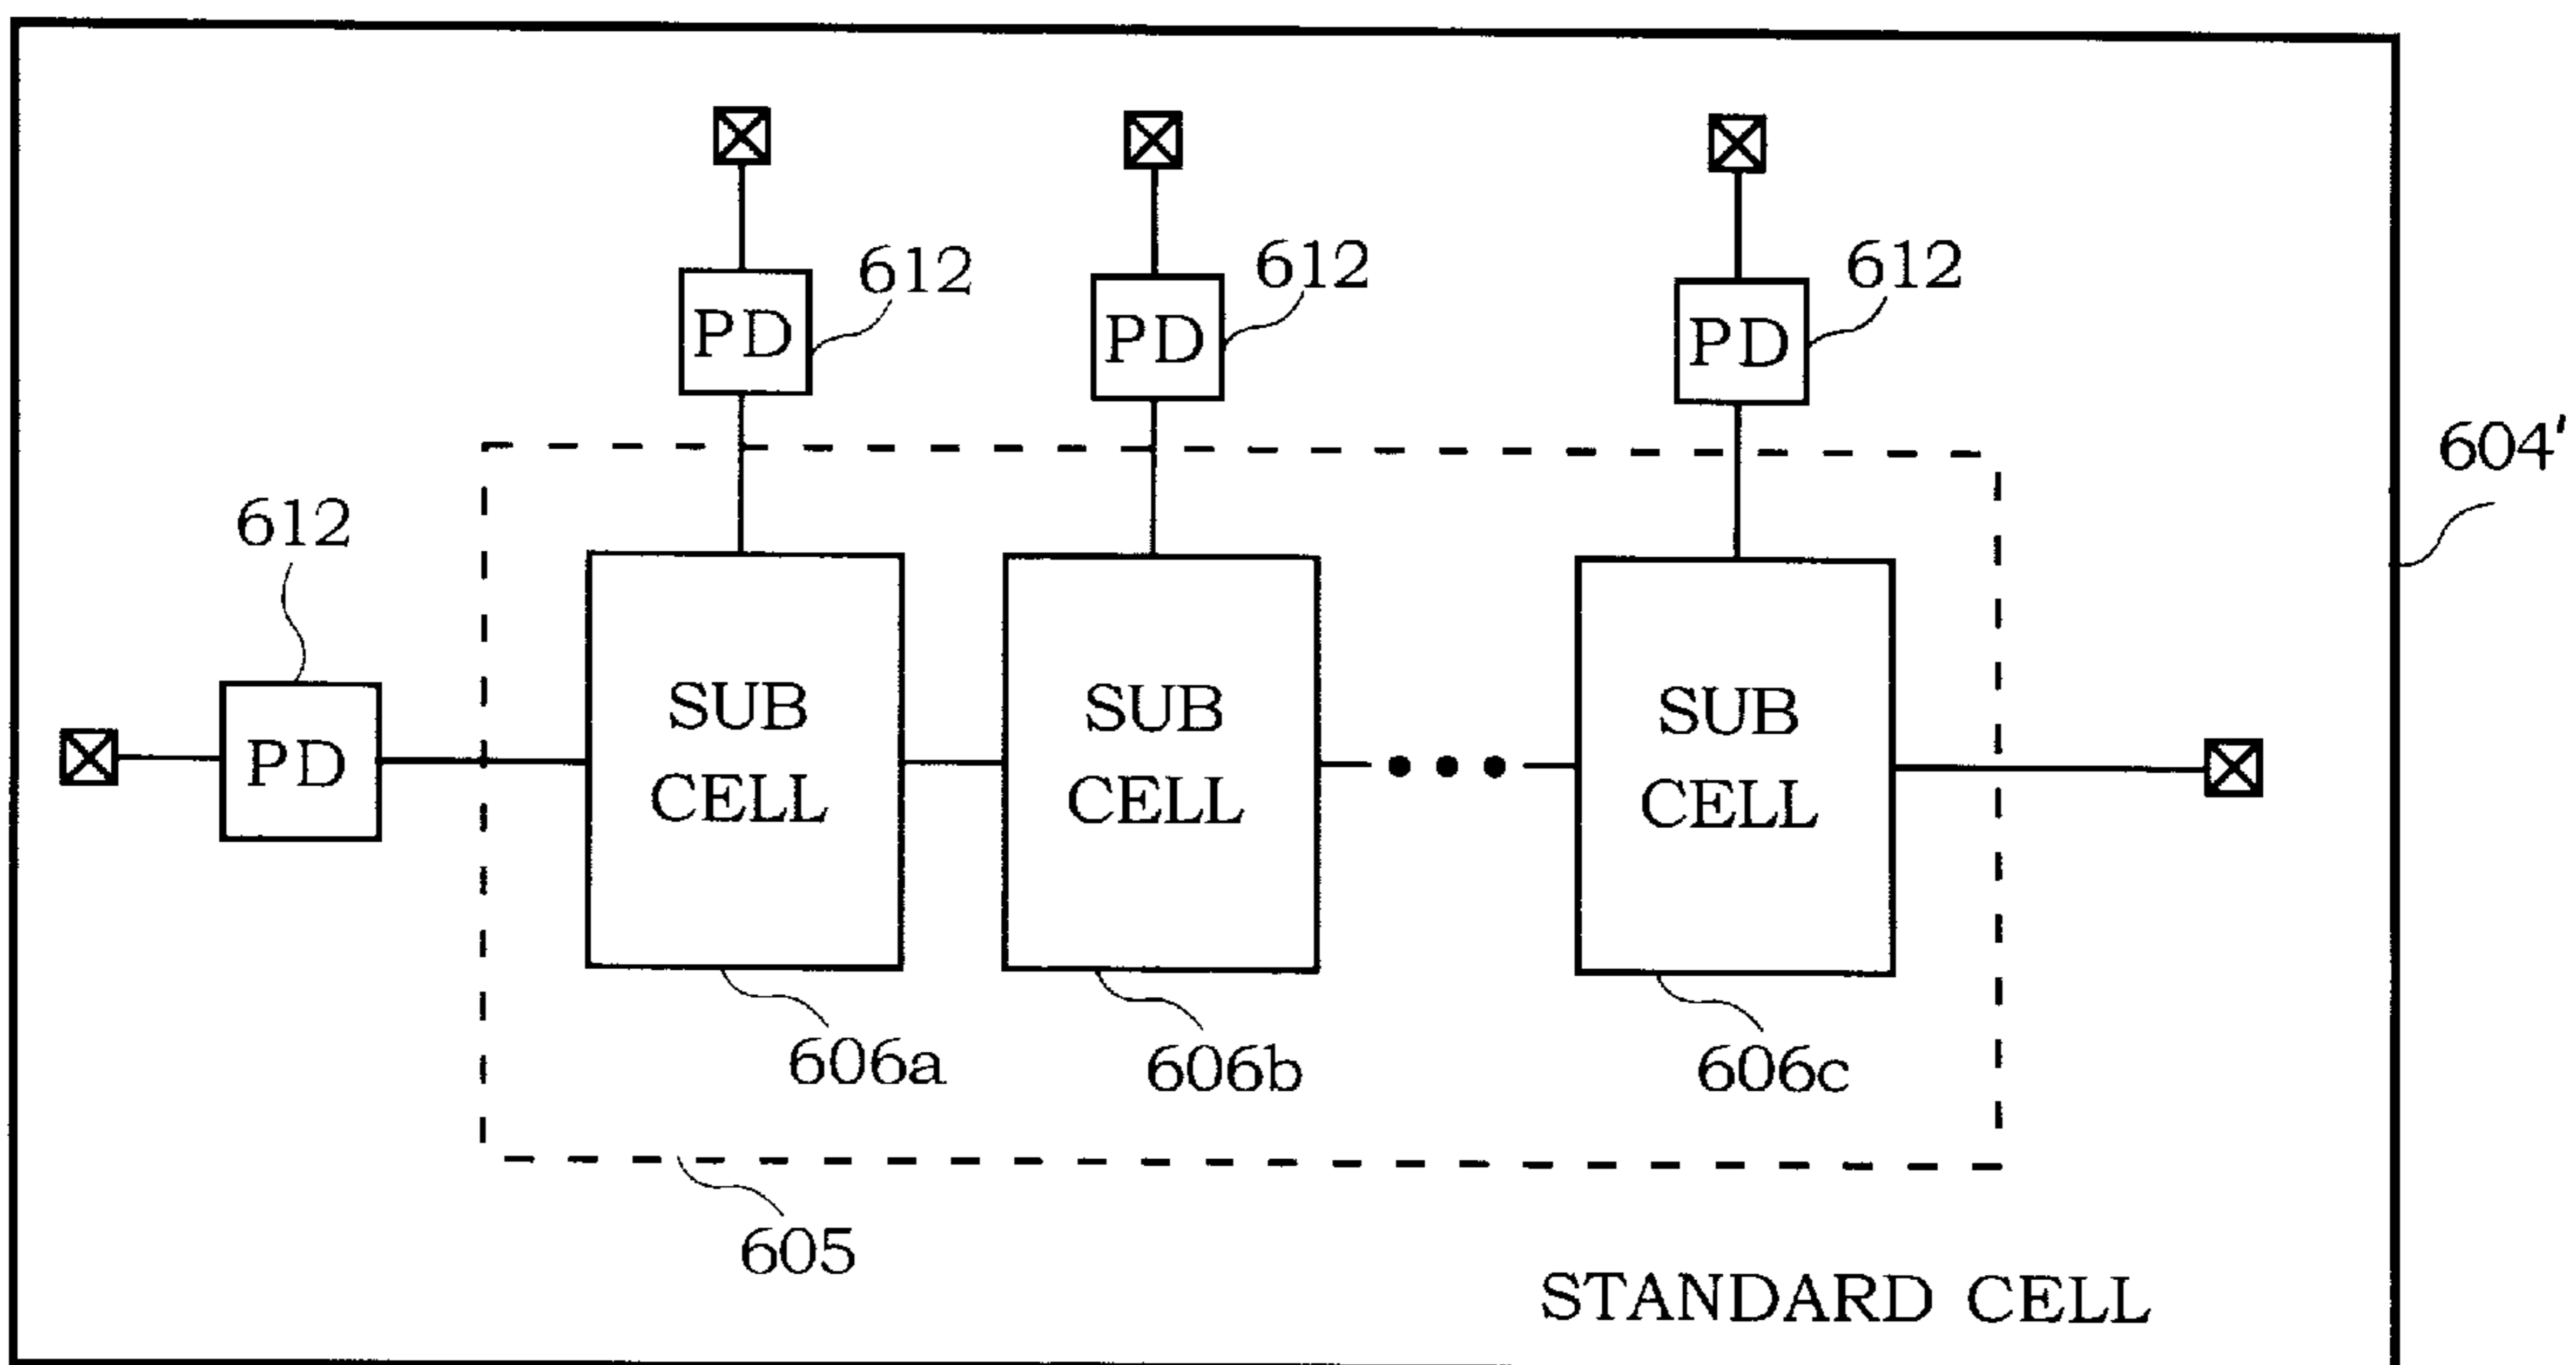 612
612
612
PD
PD
PD
604'
612
PD
SUB
CELL
SUB
CELL
SUB
CELL
606a
606b
606c
605
STANDARD CELL